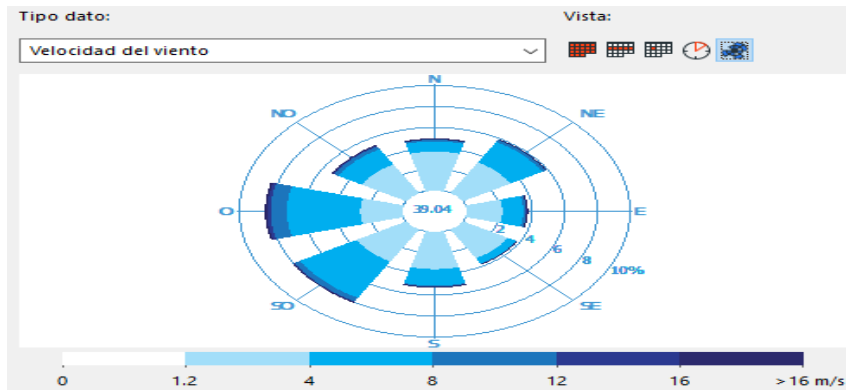 Tipo dato: Vista:
Velocidad del viento
N
NO NE
O 39.04 E
2 4 6 8 10%
SO SE
S
0 1.2 4 8 12 16 > 16 m/s